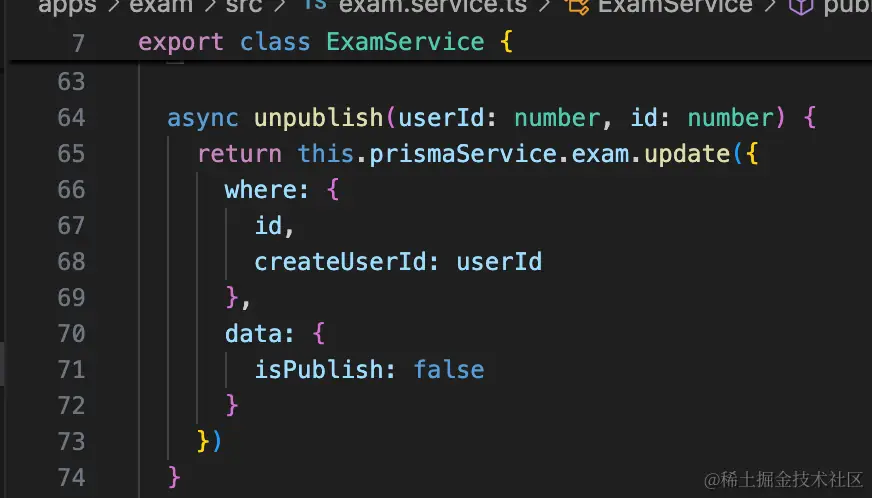 apps > exam > src > TS exam.service.ts > ExamService >
7 export class ExamService {
63
64 async unpublish(userId: number, id: number) {
65 return this.prismaService.exam.update({
66 where: {
67 id,
68 createUserId: userId
69 },
70 data: {
71 isPublish: false
72 }
73 })
74 }
@稀土掘金技术社区